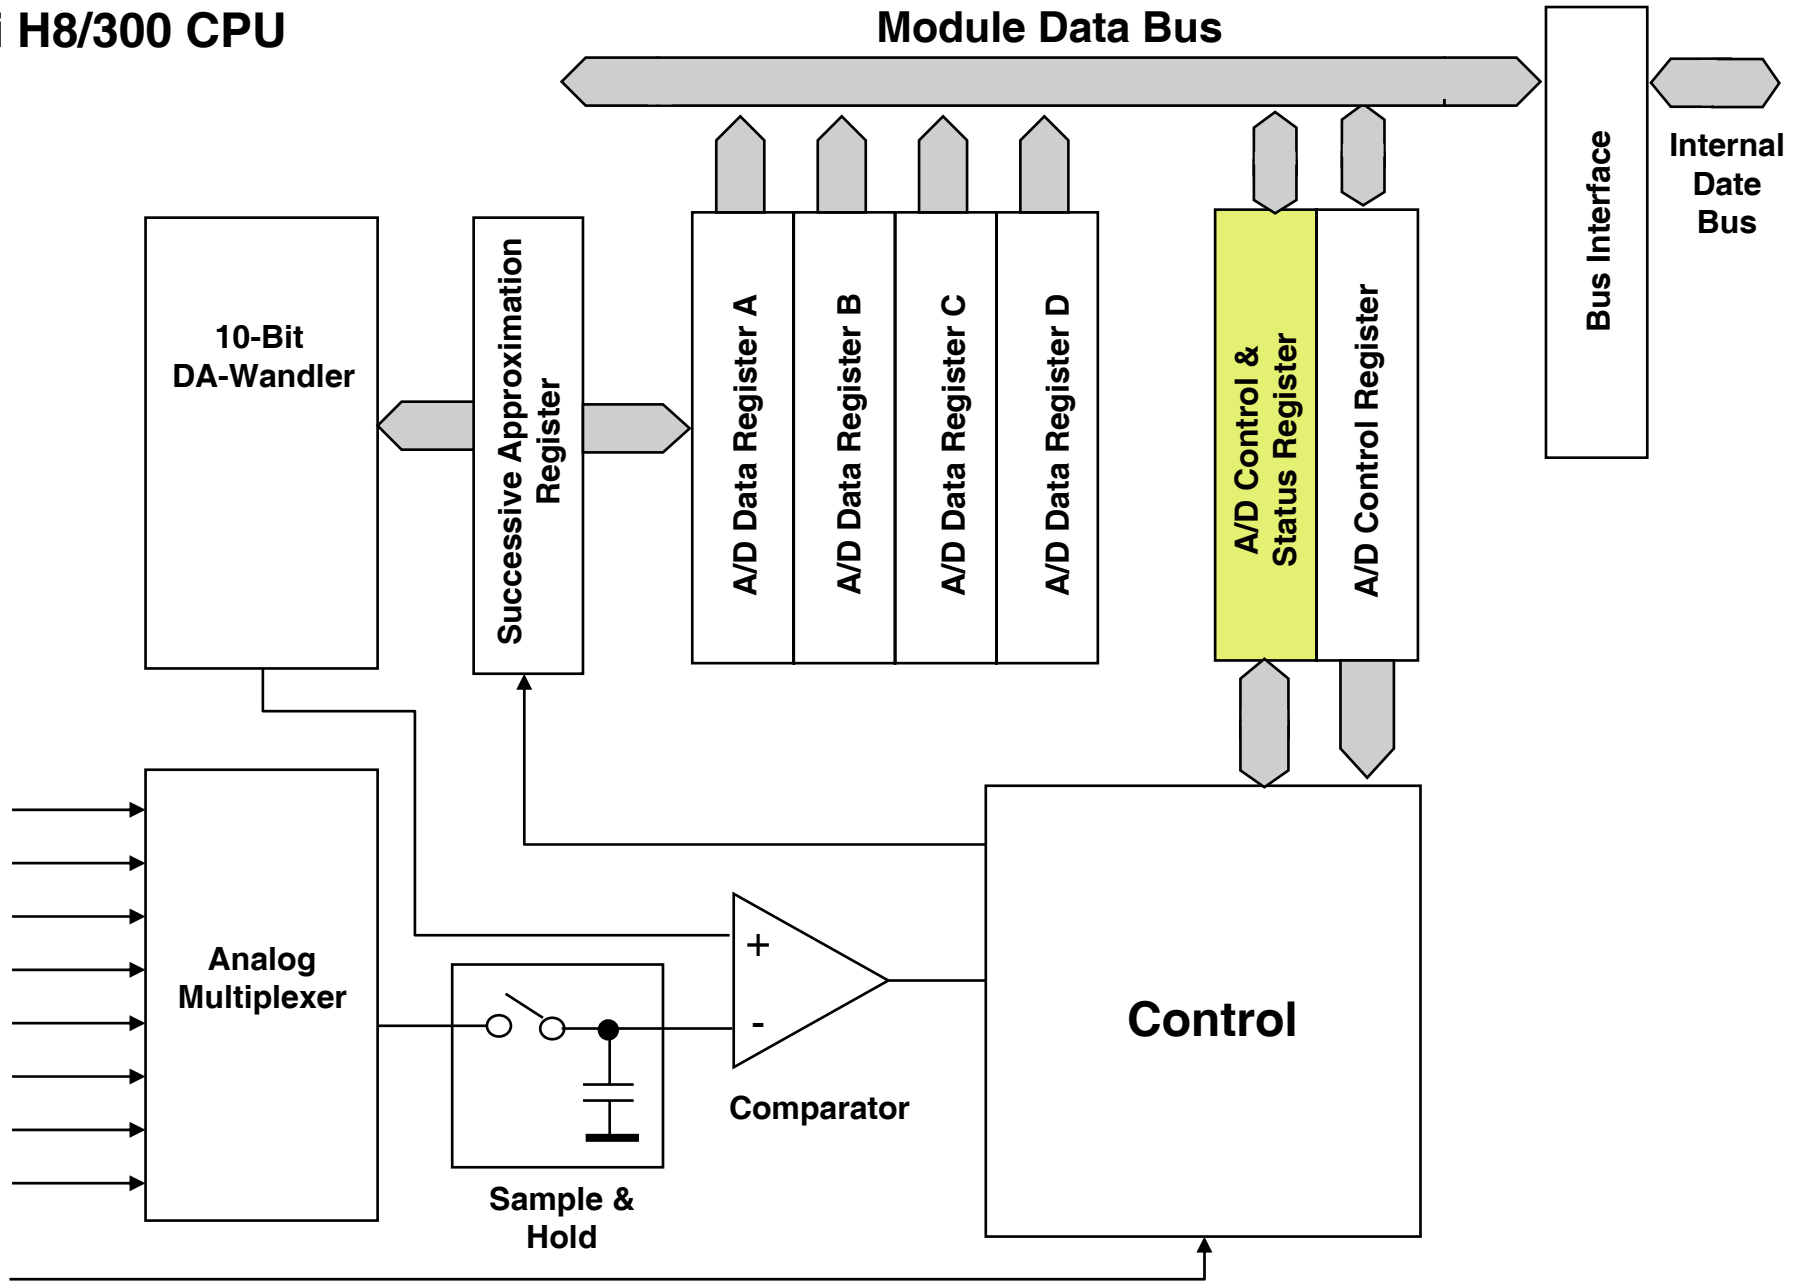 i H8/300 CPU
Module Data Bus
Internal
Date
Bus
Bus Interface
10-Bit
DA-Wandler
Successive Approximation
Register
A/D Data Register A
A/D Data Register B
A/D Data Register C
A/D Data Register D
A/D Control &
Status Register
A/D Control Register
Analog
Multiplexer
+
-
Comparator
Sample &
Hold
Control